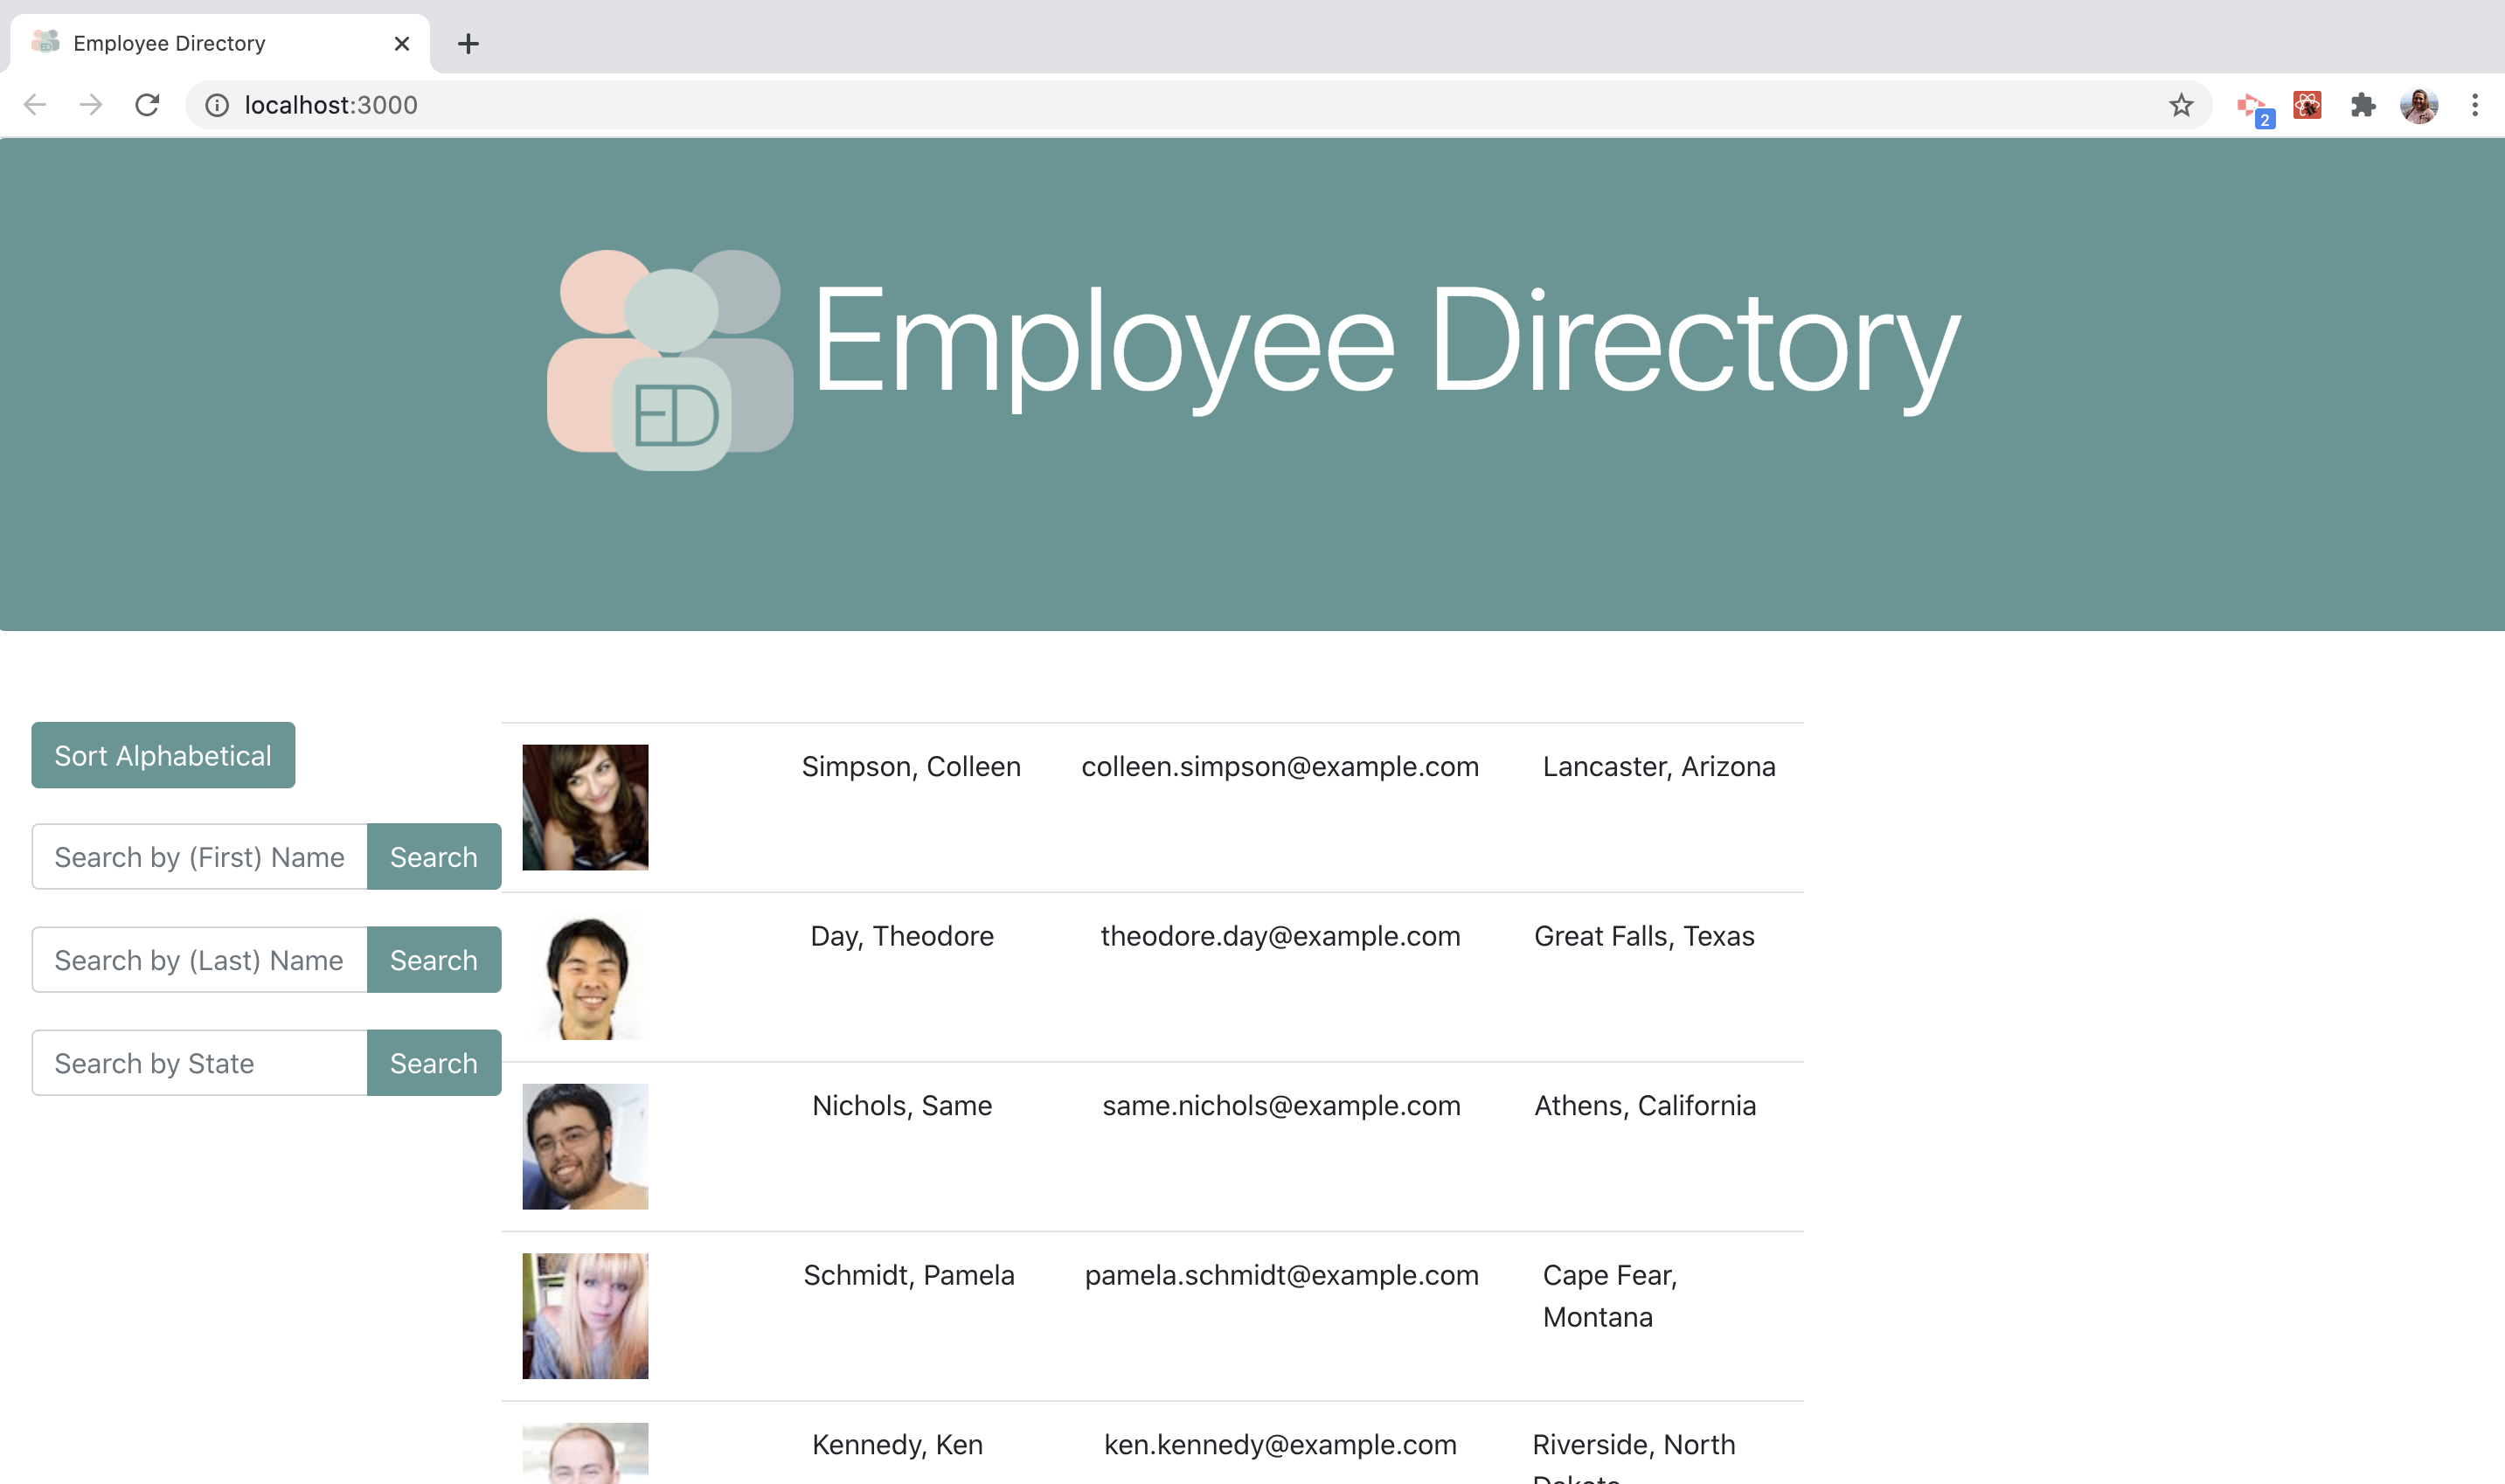 Employee Directory
localhost:3000
2
ED
Employee Directory
Sort Alphabetical
Search by (First) Name Search
Search by (Last) Name Search
Search by State Search
Simpson, Colleen colleen.simpson@example.com Lancaster, Arizona
Day, Theodore theodore.day@example.com Great Falls, Texas
Nichols, Same same.nichols@example.com Athens, California
Schmidt, Pamela pamela.schmidt@example.com Cape Fear,
Montana
Kennedy, Ken ken.kennedy@example.com Riverside, North
Dakota